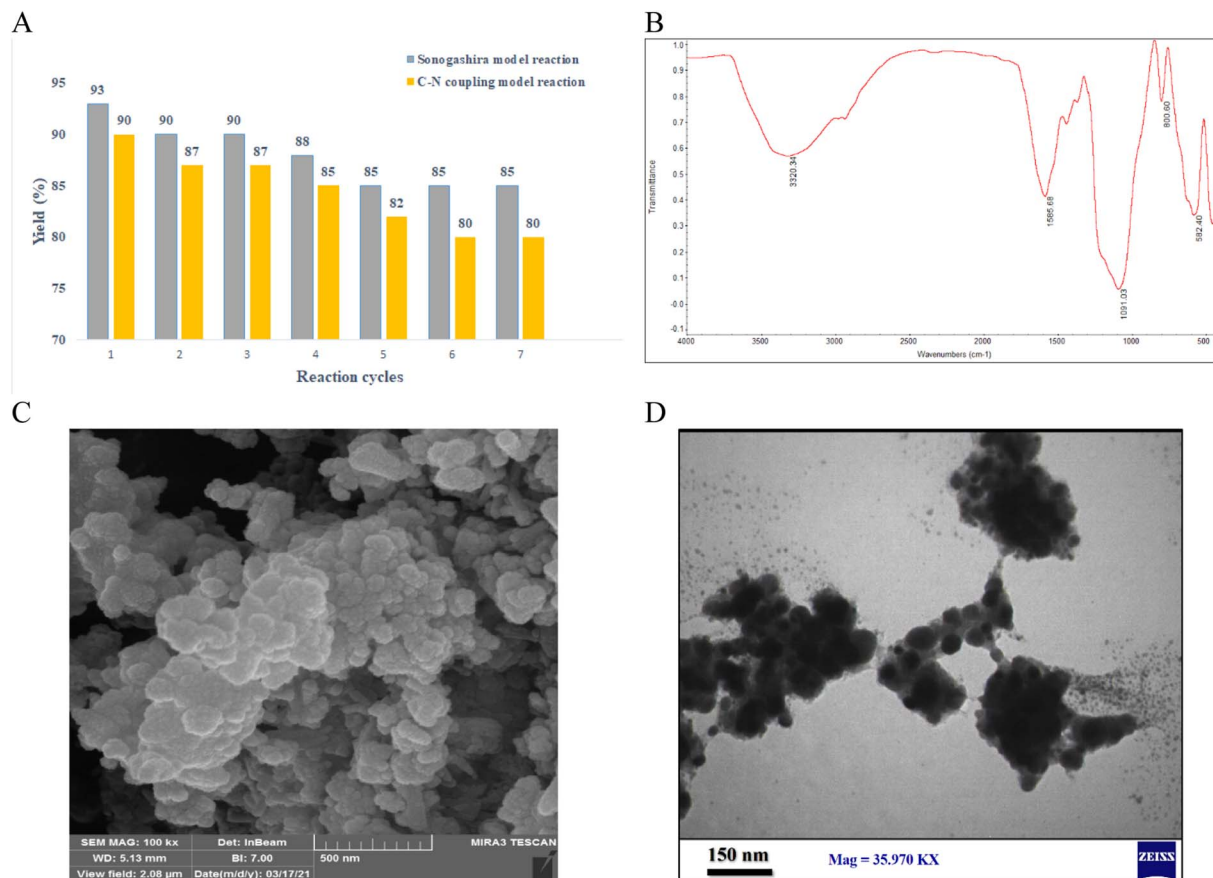 A
Sonogashira model reaction
C-N coupling model reaction
95
90
85
80
75
70
Yield (%)
93
90
90
87
90
87
88
85
85
82
85
80
85
80
1
2
3
4
5
6
7
Reaction cycles
B
1.0
0.9
0.8
0.7
0.6
0.5
0.4
0.3
0.2
0.1
-0.0
-0.1
Transmittance
3320.34
1091.03
800.60
582.40
4000
3500
3000
2500
2000
1500
1000
500
Wavenumbers (cm-1)
C
SEM MAG: 100 kx
Det: InBeam
MIRA3 TESCAN
WD: 5.13 mm
BI: 7.00
500 nm
View field: 2.08 µm
Date(m/d/y): 03/17/21
D
150 nm
Mag = 35.970 KX
ZEISS